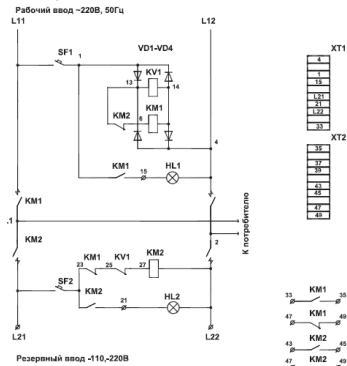 Рабочий ввод ~220В, 50Гц
L11
L12
SF1
VD1-VD4
13
KV1
14
KM2
6
KM1
4
KM1
15
HL1
KM1
.1
К потребителю
KM2
2
KM1
KV1
KM2
23
25
27
SF2
KM2
21
HL2
L21
L22
Резервный ввод -110,-220В
XT1
4
1
15
L21
21
L22
33
XT2
35
37
39
43
45
47
49
KM1
33
35
KM1
47
49
KM2
43
45
KM2
47
49